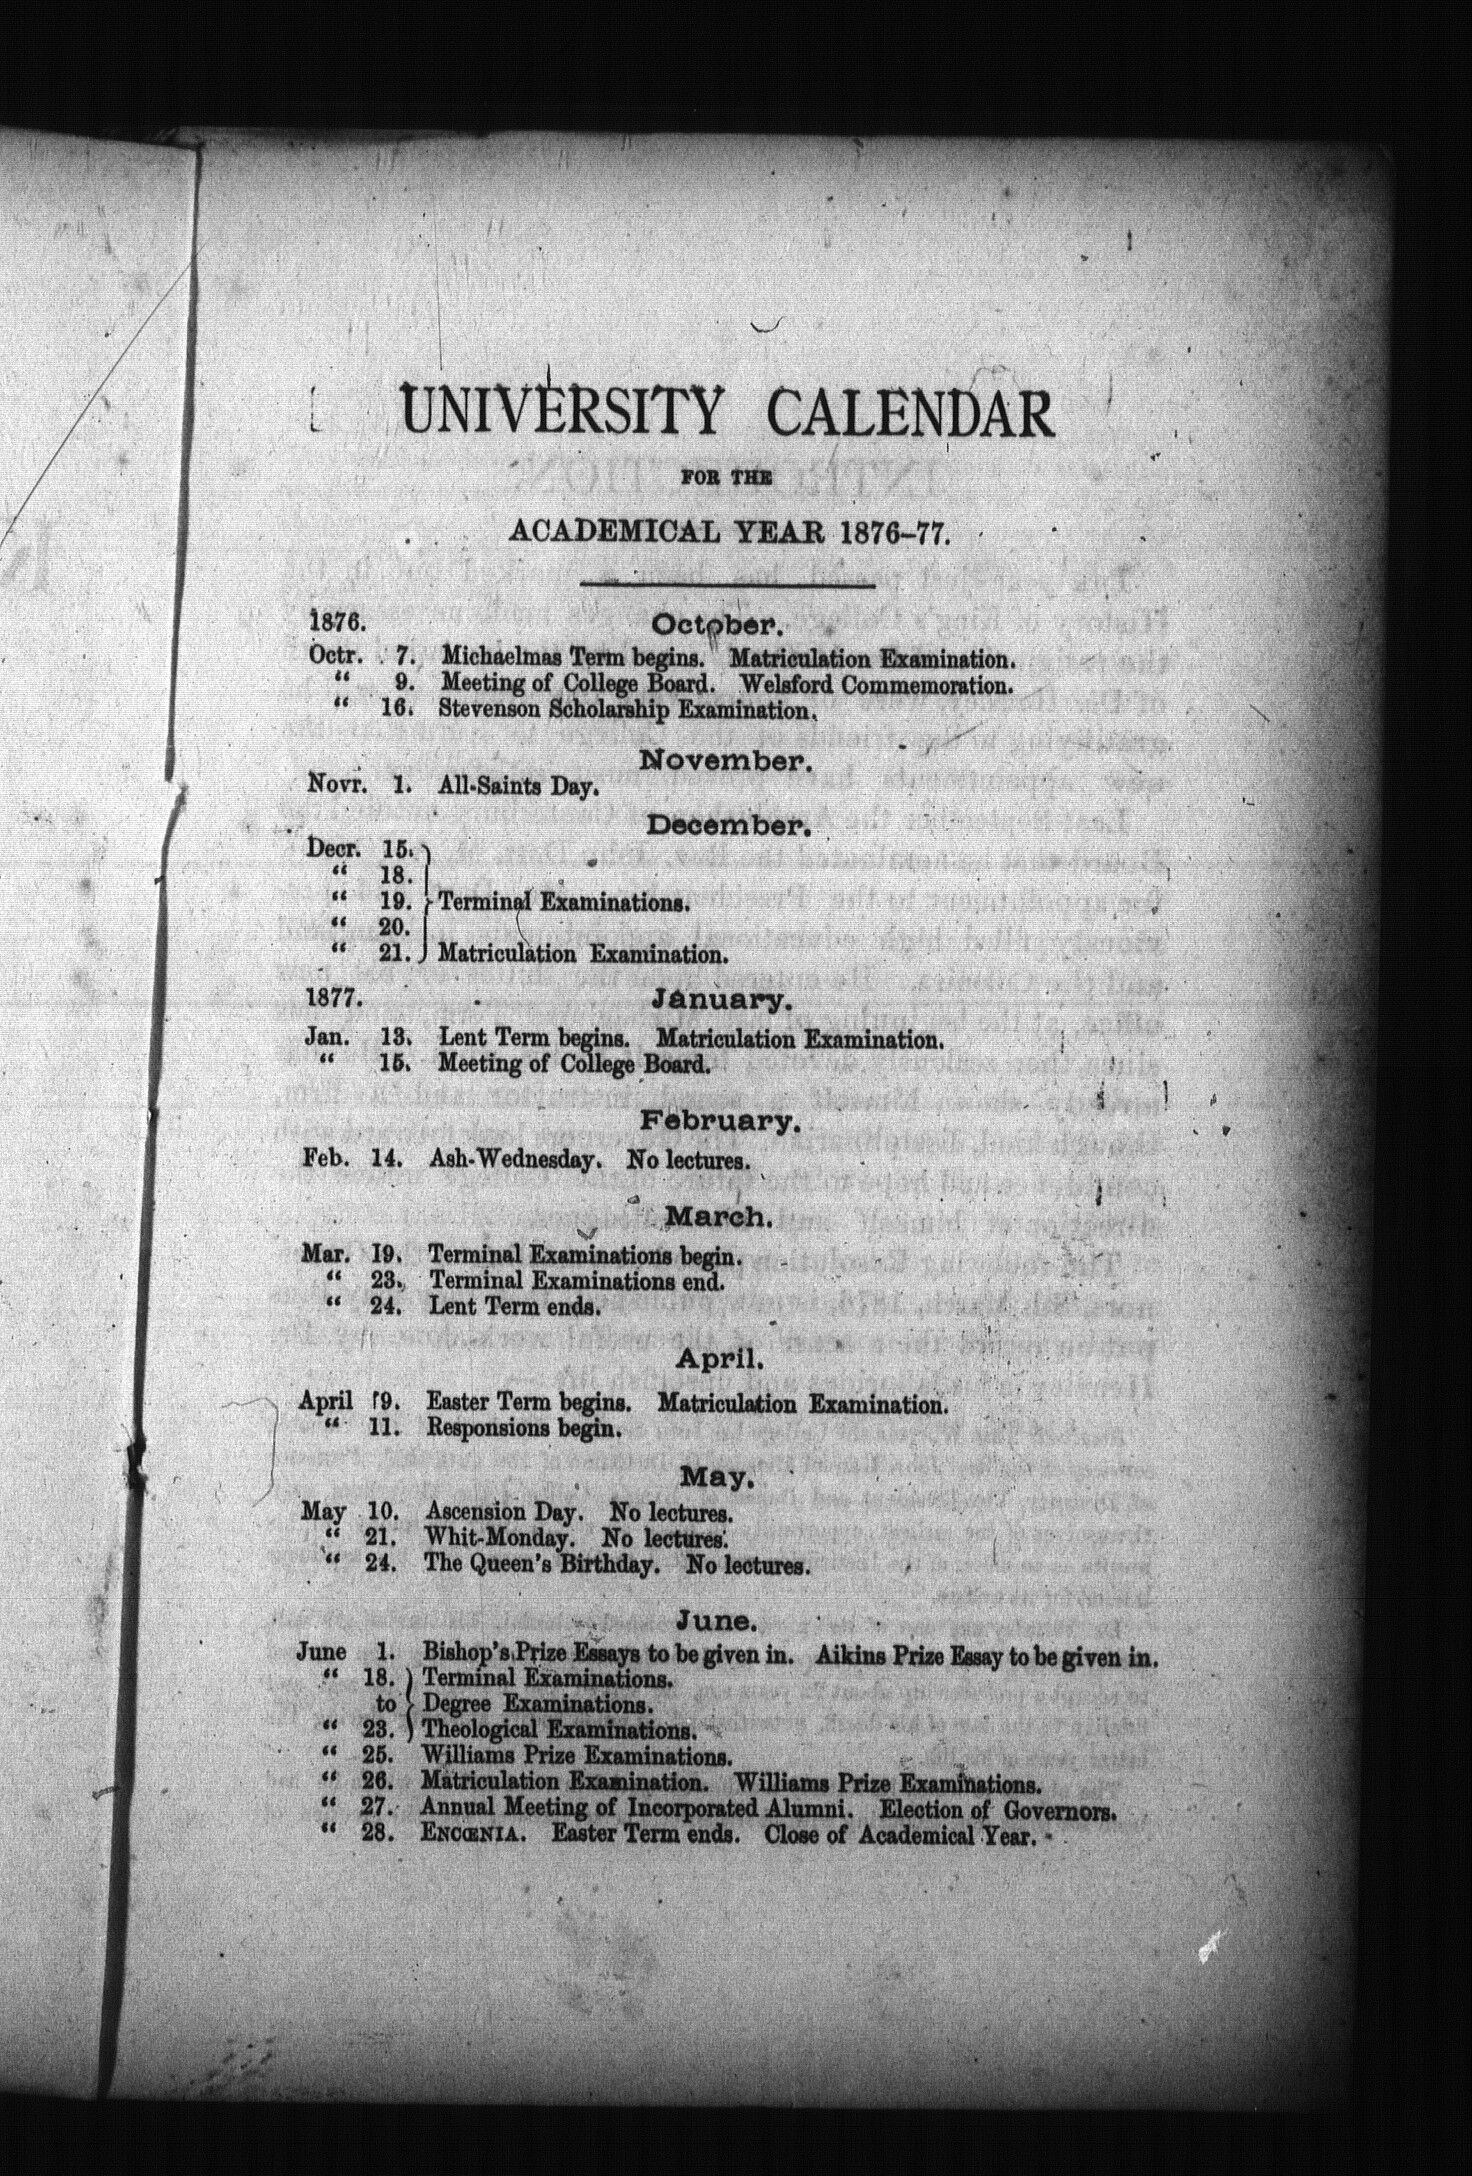 UNIVERSITY CALENDAR
FOR THE
ACADEMICAL YEAR 1876-77.
1876. October.
Octr. 7. Michaelmas Term begins. Matriculation Examination.
“ 9. Meeting of College Board. Welsford Commemoration.
“ 16. Stevenson Scholarship Examination.
November.
Novr. 1. All-Saints Day.
December.
Decr. 15.
“ 18.
“ 19. Terminal Examinations.
“ 20.
“ 21. Matriculation Examination.
1877. January.
Jan. 13. Lent Term begins. Matriculation Examination.
“ 15. Meeting of College Board.
February.
Feb. 14. Ash-Wednesday. No lectures.
March.
Mar. 19. Terminal Examinations begin.
“ 23. Terminal Examinations end.
“ 24. Lent Term ends.
April.
April 9. Easter Term begins. Matriculation Examination.
“ 11. Responsions begin.
May.
May 10. Ascension Day. No lectures.
“ 21. Whit-Monday. No lectures.
“ 24. The Queen's Birthday. No lectures.
June.
June 1. Bishop's Prize Essays to be given in. Aikins Prize Essay to be given in.
“ 18. Terminal Examinations.
to Degree Examinations.
“ 23. Theological Examinations.
“ 25. Williams Prize Examinations.
“ 26. Matriculation Examination. Williams Prize Examinations.
“ 27. Annual Meeting of Incorporated Alumni. Election of Governors.
“ 28. ENCŒNIA. Easter Term ends. Close of Academical Year.